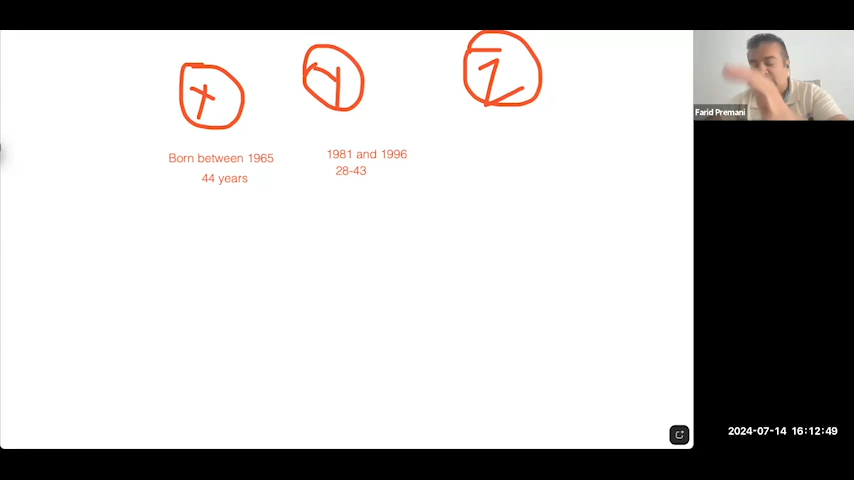 X
Y
Z
Born between 1965
44 years
1981 and 1996
28-43
Farid Premani
2024-07-14 16:12:49